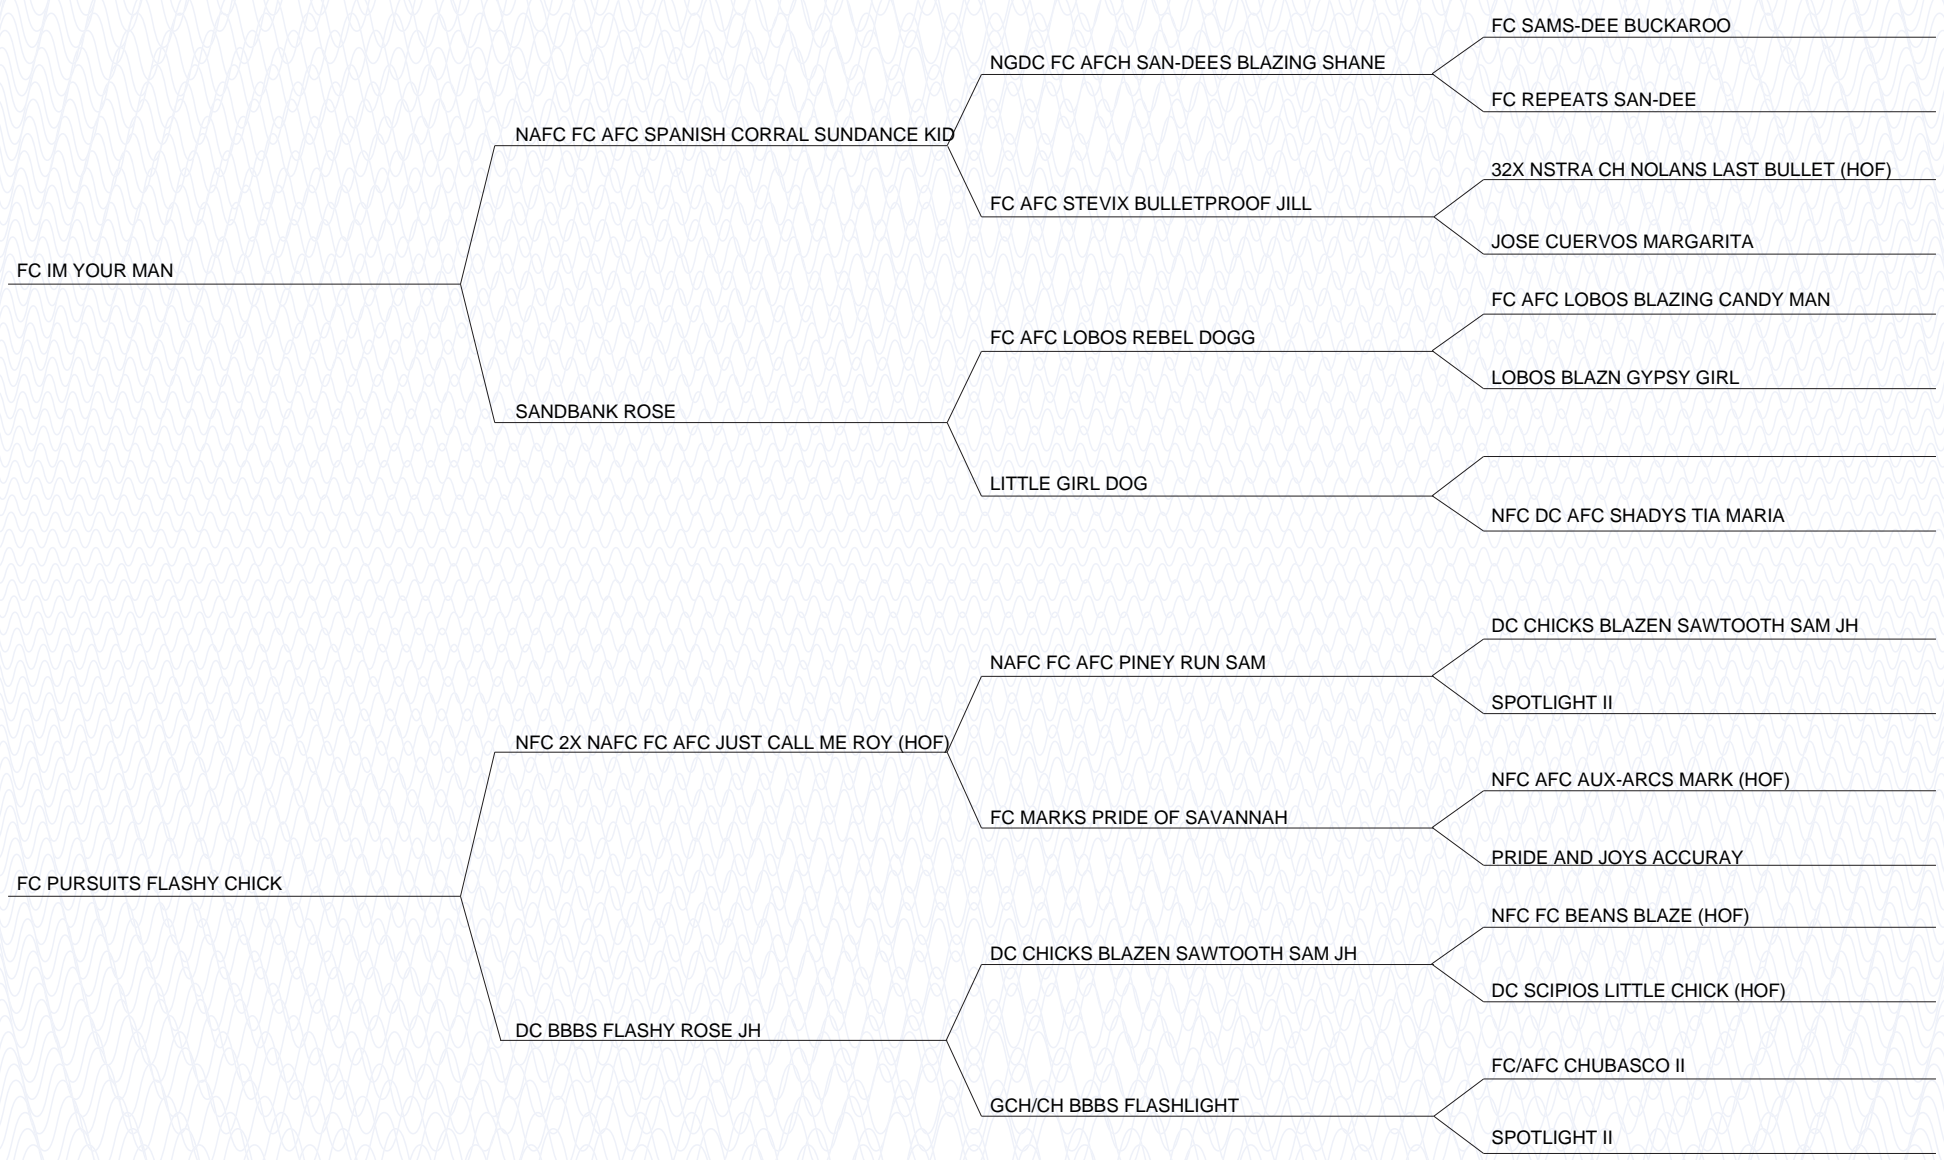 FC SAMS-DEE BUCKAROO
NGDC FC AFCH SAN-DEES BLAZING SHANE
FC REPEATS SAN-DEE
NAFC FC AFC SPANISH CORRAL SUNDANCE KID
32X NSTRA CH NOLANS LAST BULLET (HOF)
FC AFC STEVIX BULLETPROOF JILL
JOSE CUERVOS MARGARITA
FC IM YOUR MAN
FC AFC LOBOS BLAZING CANDY MAN
FC AFC LOBOS REBEL DOGG
LOBOS BLAZN GYPSY GIRL
SANDBANK ROSE
LITTLE GIRL DOG
NFC DC AFC SHADYS TIA MARIA
DC CHICKS BLAZEN SAWTOOTH SAM JH
NAFC FC AFC PINEY RUN SAM
SPOTLIGHT II
NFC 2X NAFC FC AFC JUST CALL ME ROY (HOF)
NFC AFC AUX-ARCS MARK (HOF)
FC MARKS PRIDE OF SAVANNAH
PRIDE AND JOYS ACCURAY
FC PURSUITS FLASHY CHICK
NFC FC BEANS BLAZE (HOF)
DC CHICKS BLAZEN SAWTOOTH SAM JH
DC SCIPIOS LITTLE CHICK (HOF)
DC BBBS FLASHY ROSE JH
FC/AFC CHUBASCO II
GCH/CH BBBS FLASHLIGHT
SPOTLIGHT II